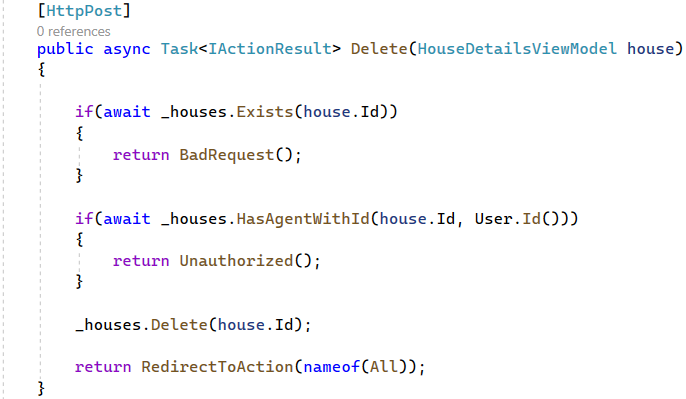 [HttpPost]
0 references
public async Task<IActionResult> Delete(HouseDetailsViewModel house)
{
if(await _houses.Exists(house.Id))
{
return BadRequest();
}
if(await _houses.HasAgentWithId(house.Id, User.Id()))
{
return Unauthorized();
}
_houses.Delete(house.Id);
return RedirectToAction(nameof(All));
}